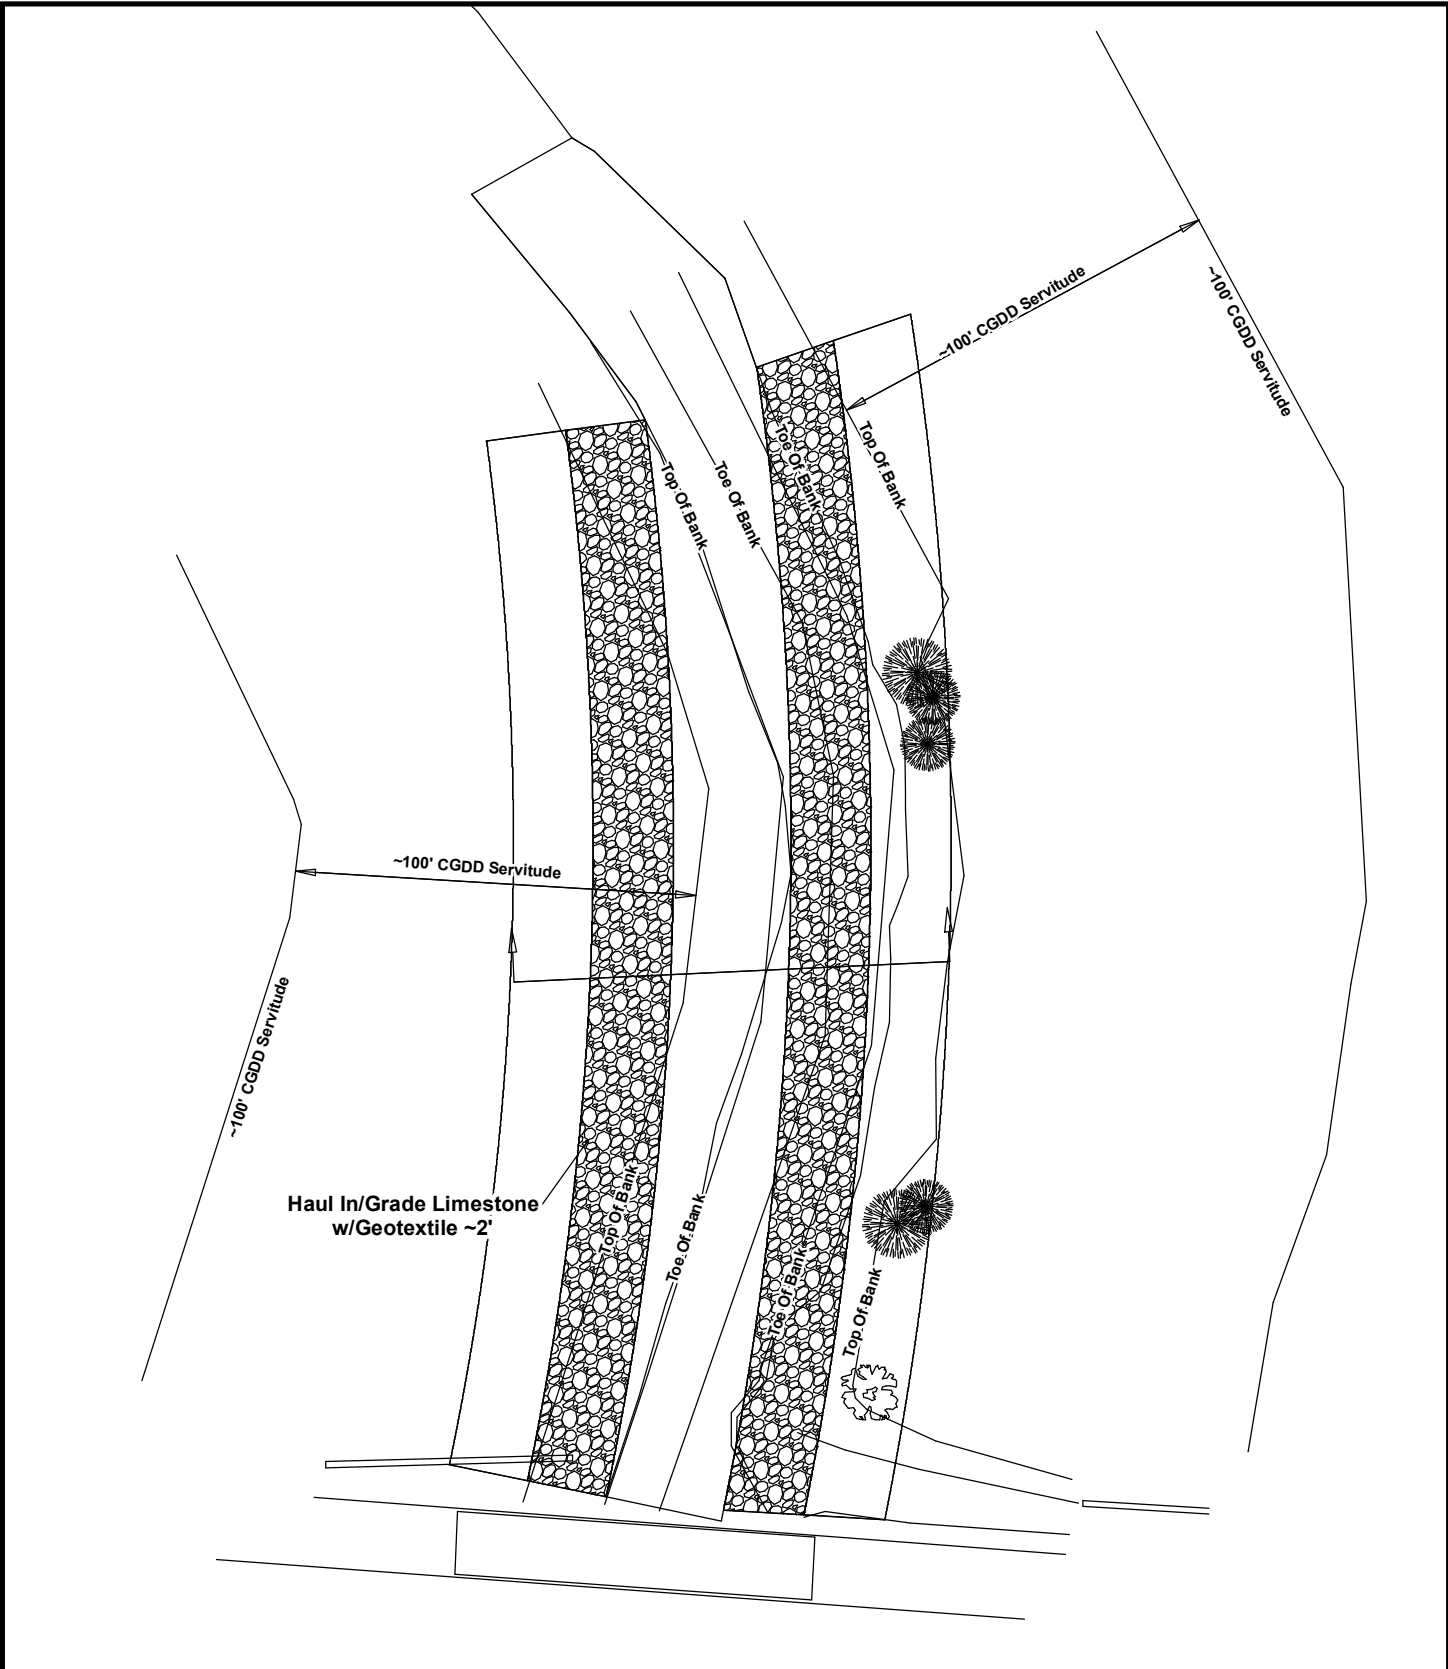 ~100' CGDD Servitude
~100' CGDD Servitude
Top Of Bank
Toe Of Bank
Toe Of Bank
Top Of Bank
~100' CGDD Servitude
~100' CGDD Servitude
Haul In/Grade Limestone
w/Geotextile ~2'
Top Of Bank
Toe Of Bank
Toe Of Bank
Top Of Bank